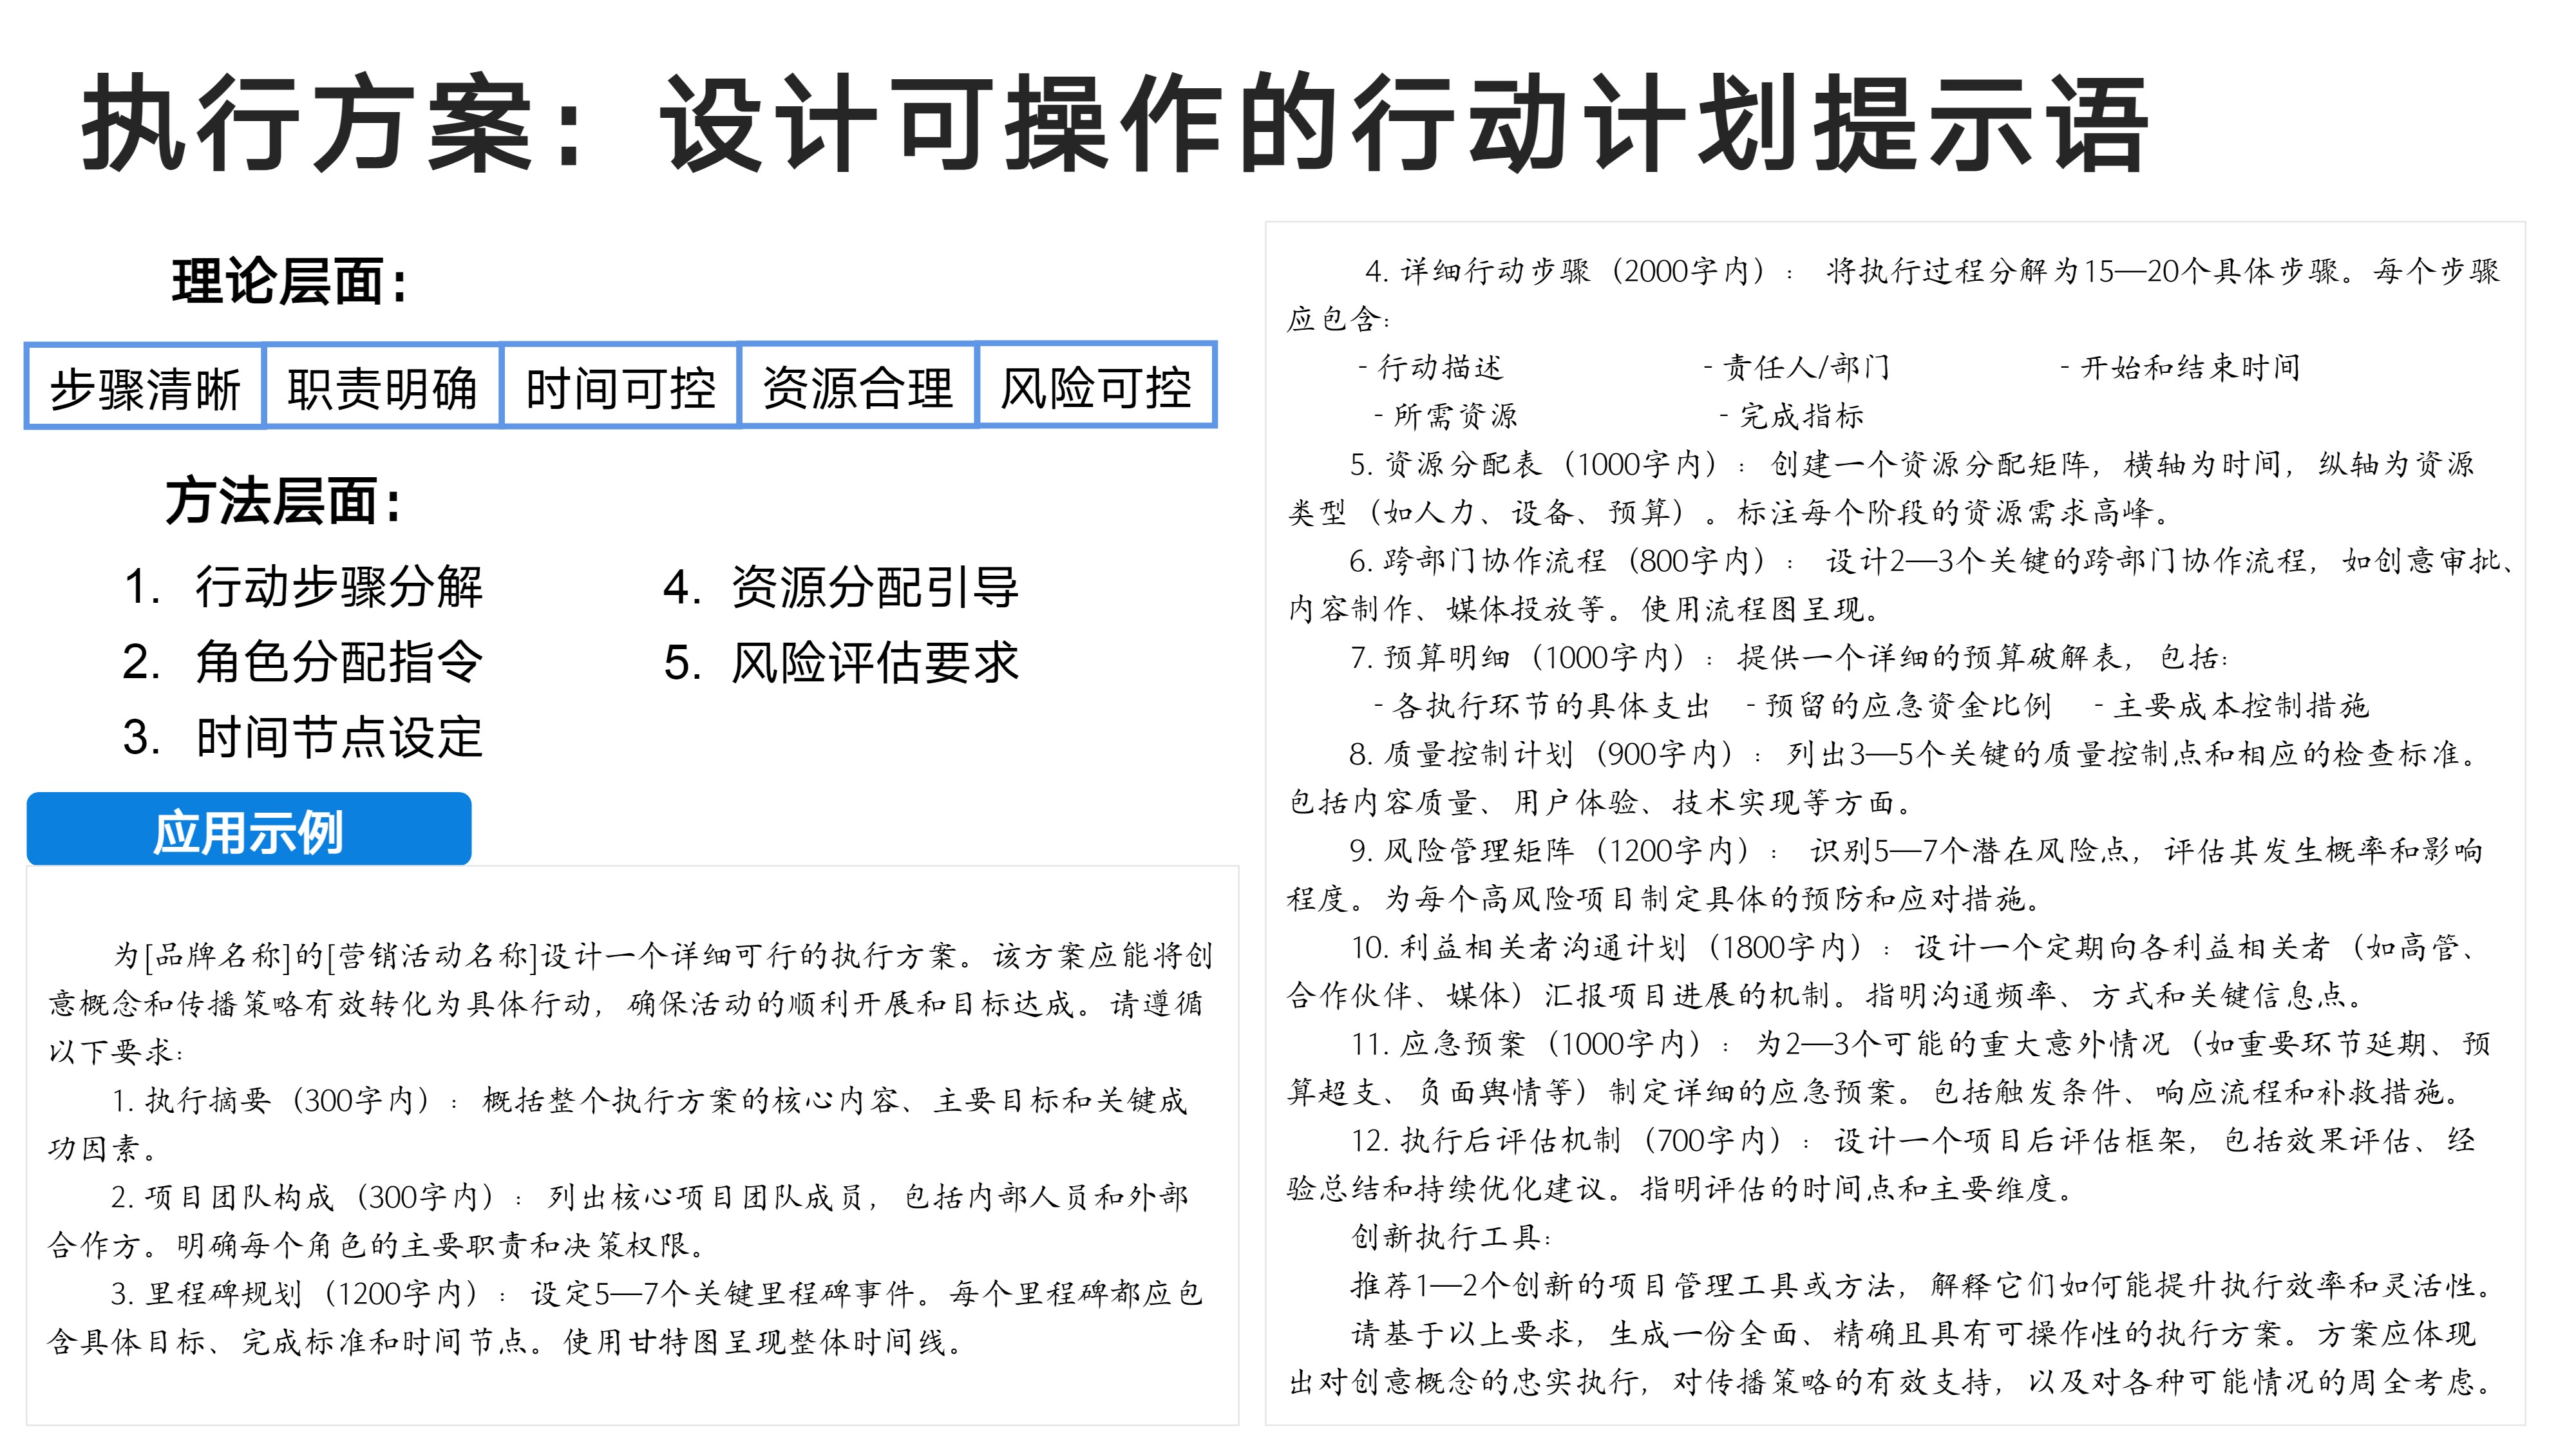 执行方案：设计可操作的行动计划提示语
理论层面：
步骤清晰 职责明确 时间可控 资源合理 风险可控
方法层面：
1. 行动步骤分解
2. 角色分配指令
3. 时间节点设定
4. 资源分配引导
5. 风险评估要求
应用示例
为[品牌名称]的[营销活动名称]设计一个详细可行的执行方案。该方案应能将创
意概念和传播策略有效转化为具体行动，确保活动的顺利开展和目标达成。请遵循
以下要求：
1. 执行摘要（300字内）：概括整个执行方案的核心内容、主要目标和关键成
功因素。
2. 项目团队构成（300字内）：列出核心项目团队成员，包括内部人员和外部
合作方。明确每个角色的主要职责和决策权限。
3. 里程碑规划（1200字内）：设定5—7个关键里程碑事件。每个里程碑都应包
含具体目标、完成标准和时间节点。使用甘特图呈现整体时间线。
4. 详细行动步骤（2000字内）： 将执行过程分解为15—20个具体步骤。每个步骤
应包含：
- 行动描述 - 责任人/部门 - 开始和结束时间
- 所需资源 - 完成指标
5. 资源分配表（1000字内）：创建一个资源分配矩阵，横轴为时间，纵轴为资源
类型（如人力、设备、预算）。标注每个阶段的资源需求高峰。
6. 跨部门协作流程（800字内）： 设计2—3个关键的跨部门协作流程，如创意审批、
内容制作、媒体投放等。使用流程图呈现。
7. 预算明细（1000字内）：提供一个详细的预算破解表，包括：
- 各执行环节的具体支出 - 预留的应急资金比例 - 主要成本控制措施
8. 质量控制计划（900字内）： 列出3—5个关键的质量控制点和相应的检查标准。
包括内容质量、用户体验、技术实现等方面。
9. 风险管理矩阵（1200字内）： 识别5—7个潜在风险点，评估其发生概率和影响
程度。为每个高风险项目制定具体的预防和应对措施。
10. 利益相关者沟通计划（1800字内）：设计一个定期向各利益相关者（如高管、
合作伙伴、媒体）汇报项目进展的机制。指明沟通频率、方式和关键信息点。
11. 应急预案（1000字内）： 为2—3个可能的重大意外情况（如重要环节延期、预
算超支、负面舆情等）制定详细的应急预案。包括触发条件、响应流程和补救措施。
12. 执行后评估机制（700字内）：设计一个项目后评估框架，包括效果评估、经
验总结和持续优化建议。指明评估的时间点和主要维度。
创新执行工具：
推荐1—2个创新的项目管理工具或方法，解释它们如何能提升执行效率和灵活性。
请基于以上要求，生成一份全面、精确且具有可操作性的执行方案。方案应体现
出对创意概念的忠实执行，对传播策略的有效支持，以及对各种可能情况的周全考虑。